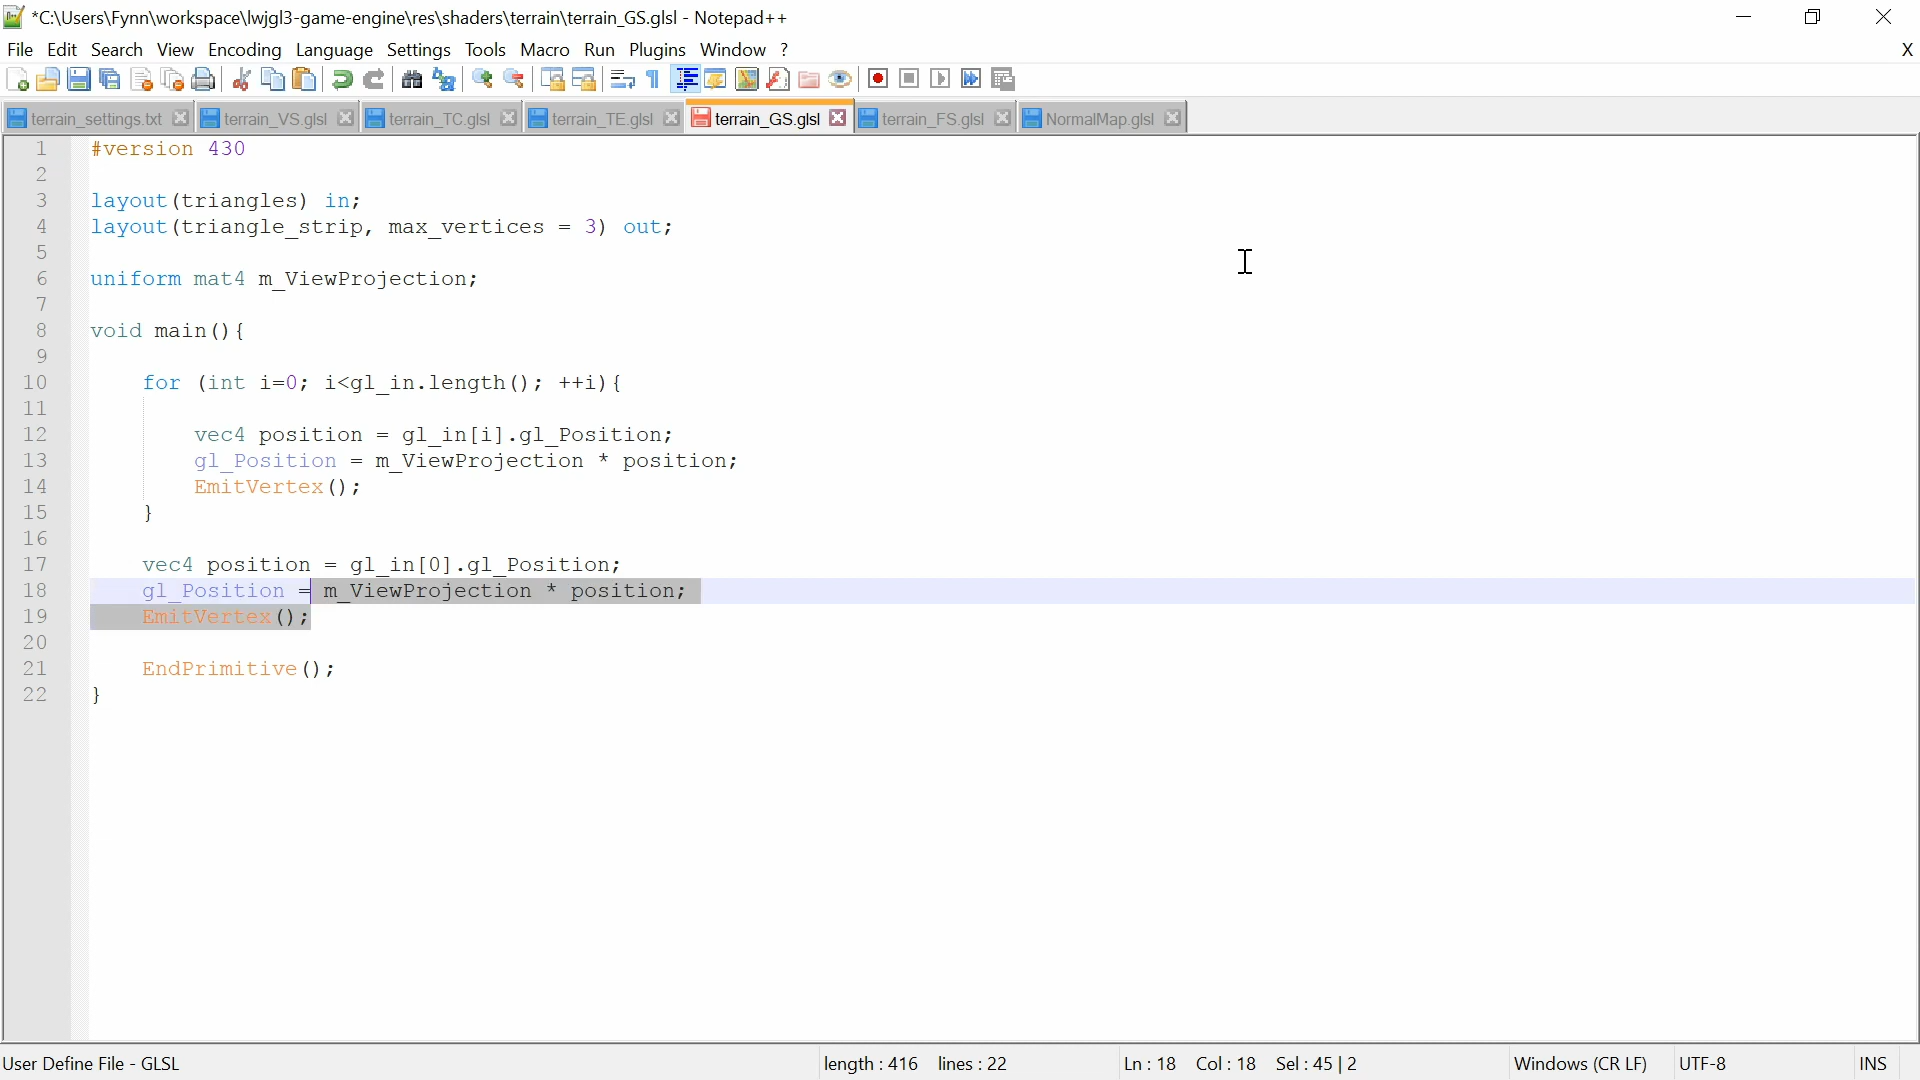 *C:\Users\Fynn\workspace\lwjgl3-game-engine\res\shaders\terrain\terrain_GS.glsl - Notepad++
File Edit Search View Encoding Language Settings Tools Macro Run Plugins Window ? X
terrain_settings.txt terrain_VS.glsl terrain_TC.glsl terrain_TE.glsl terrain_GS.glsl terrain_FS.glsl NormalMap.glsl
1 #version 430
2
3 layout(triangles) in;
4 layout(triangle_strip, max_vertices = 3) out;
5
6 uniform mat4 m_ViewProjection;
7
8 void main(){
9
10 for (int i=0; i<gl_in.length(); ++i){
11
12 vec4 position = gl_in[i].gl_Position;
13 gl_Position = m_ViewProjection * position;
14 EmitVertex();
15 }
16
17 vec4 position = gl_in[0].gl_Position;
18 gl_Position = m_ViewProjection * position;
19 EmitVertex();
20
21 EndPrimitive();
22 }
User Define File - GLSL length : 416 lines : 22 Ln : 18 Col : 18 Sel : 45 | 2 Windows (CR LF) UTF-8 INS